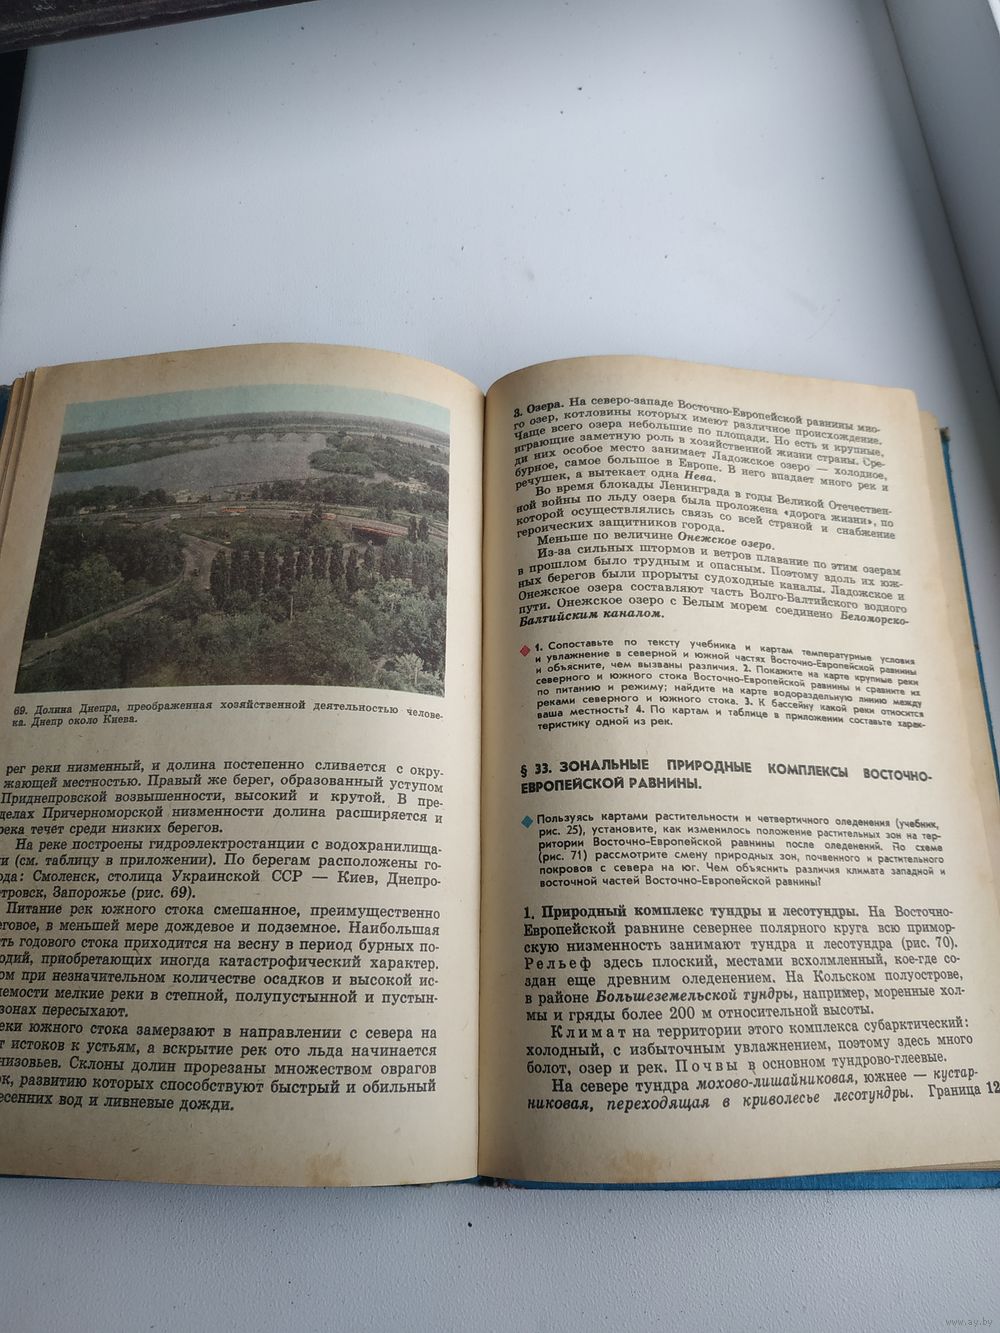 69. Долина Днепра, преображенная хозяйственной деятельностью челове-
ка. Днепр около Киева.
рег реки низменный, и долина постепенно сливается с окру-
жающей местностью. Правый же берег, образованный уступом
Приднепровской возвышенности, высокий и крутой. В пре-
делах Причерноморской низменности долина расширяется и
река течёт среди низких берегов.
На реке построены гидроэлектростанции с водохранилища-
ти (см. таблицу в приложении). По берегам расположены го-
ода: Смоленск, столица Украинской ССР — Киев, Днепро-
етровск, Запорожье (рис. 69).
Питание рек южного стока смешанное, преимущественно
еговое, в меньшей мере дождевое и подземное. Наибольшая
ть годового стока приходится на весну в период бурных по-
одий, приобретающих иногда катастрофический характер.
ом при незначительном количестве осадков и высокой ис-
яемости мелкие реки в степной, полупустынной и пустын-
зонах пересыхают.
еки южного стока замерзают в направлении с севера на
т истоков к устьям, а вскрытие рек ото льда начинается
низовьев. Склоны долин прорезаны множеством оврагов
ок, развитию которых способствуют быстрый и обильный
есенних вод и ливневые дожди.
3. Озера. На северо-западе Восточно-Европейской равнины мно-
го озер, котловины которых имеют различное происхождение.
Чаще всего озера небольшие по площади. Но есть и крупные,
играющие заметную роль в хозяйственной жизни страны. Сре-
ди них особое место занимает Ладожское озеро — холодное,
бурное, самое большое в Европе. В него впадает много рек и
речушек, а вытекает одна Нева.
Во время блокады Ленинграда в годы Великой Отечествен-
ной войны по льду озера была проложена «дорога жизни», по
которой осуществлялись связь со всей страной и снабжение
героических защитников города.
Меньше по величине Онежское озеро.
Из-за сильных штормов и ветров плавание по этим озерам
в прошлом было трудным и опасным. Поэтому вдоль их юж-
ных берегов были прорыты судоходные каналы. Ладожское и
Онежское озера составляют часть Волго-Балтийского водного
пути. Онежское озеро с Белым морем соединено Беломорско-
Балтийским каналом.
1. Сопоставьте по тексту учебника и картам температурные условия
и увлажнение в северной и южной частях Восточно-Европейской равнины
и объясните, чем вызваны различия. 2. Покажите на карте крупные реки
северного и южного стока Восточно-Европейской равнины и сравните их
по питанию и режиму; найдите на карте водораздельную линию между
реками северного и южного стока. 3. К бассейну какой реки относится
ваша местность? 4. По картам и таблице в приложении составьте харак-
теристику одной из рек.
§ 33. ЗОНАЛЬНЫЕ ПРИРОДНЫЕ КОМПЛЕКСЫ ВОСТОЧНО-
ЕВРОПЕЙСКОЙ РАВНИНЫ.
Пользуясь картами растительности и четвертичного оледенения (учебник,
рис. 25), установите, как изменилось положение растительных зон на тер-
ритории Восточно-Европейской равнины после оледенений. По схеме
(рис. 71) рассмотрите смену природных зон, почвенного и растительного
покровов с севера на юг. Чем объяснить различия климата западной и
восточной частей Восточно-Европейской равнины?
1. Природный комплекс тундры и лесотундры. На Восточно-
Европейской равнине севернее полярного круга всю примор-
скую низменность занимают тундра и лесотундра (рис. 70).
Рельеф здесь плоский, местами всхолмленный, кое-где со-
здан еще древним оледенением. На Кольском полуострове,
в районе Большеземельской тундры, например, моренные хол-
мы и гряды более 200 м относительной высоты.
Климат на территории этого комплекса субарктический:
холодный, с избыточным увлажнением, поэтому здесь много
болот, озер и рек. Почвы в основном тундрово-глеевые.
На севере тундра мохово-лишайниковая, южнее — кустар-
никовая, переходящая в криволесье лесотундры. Граница 12
www.ay.by